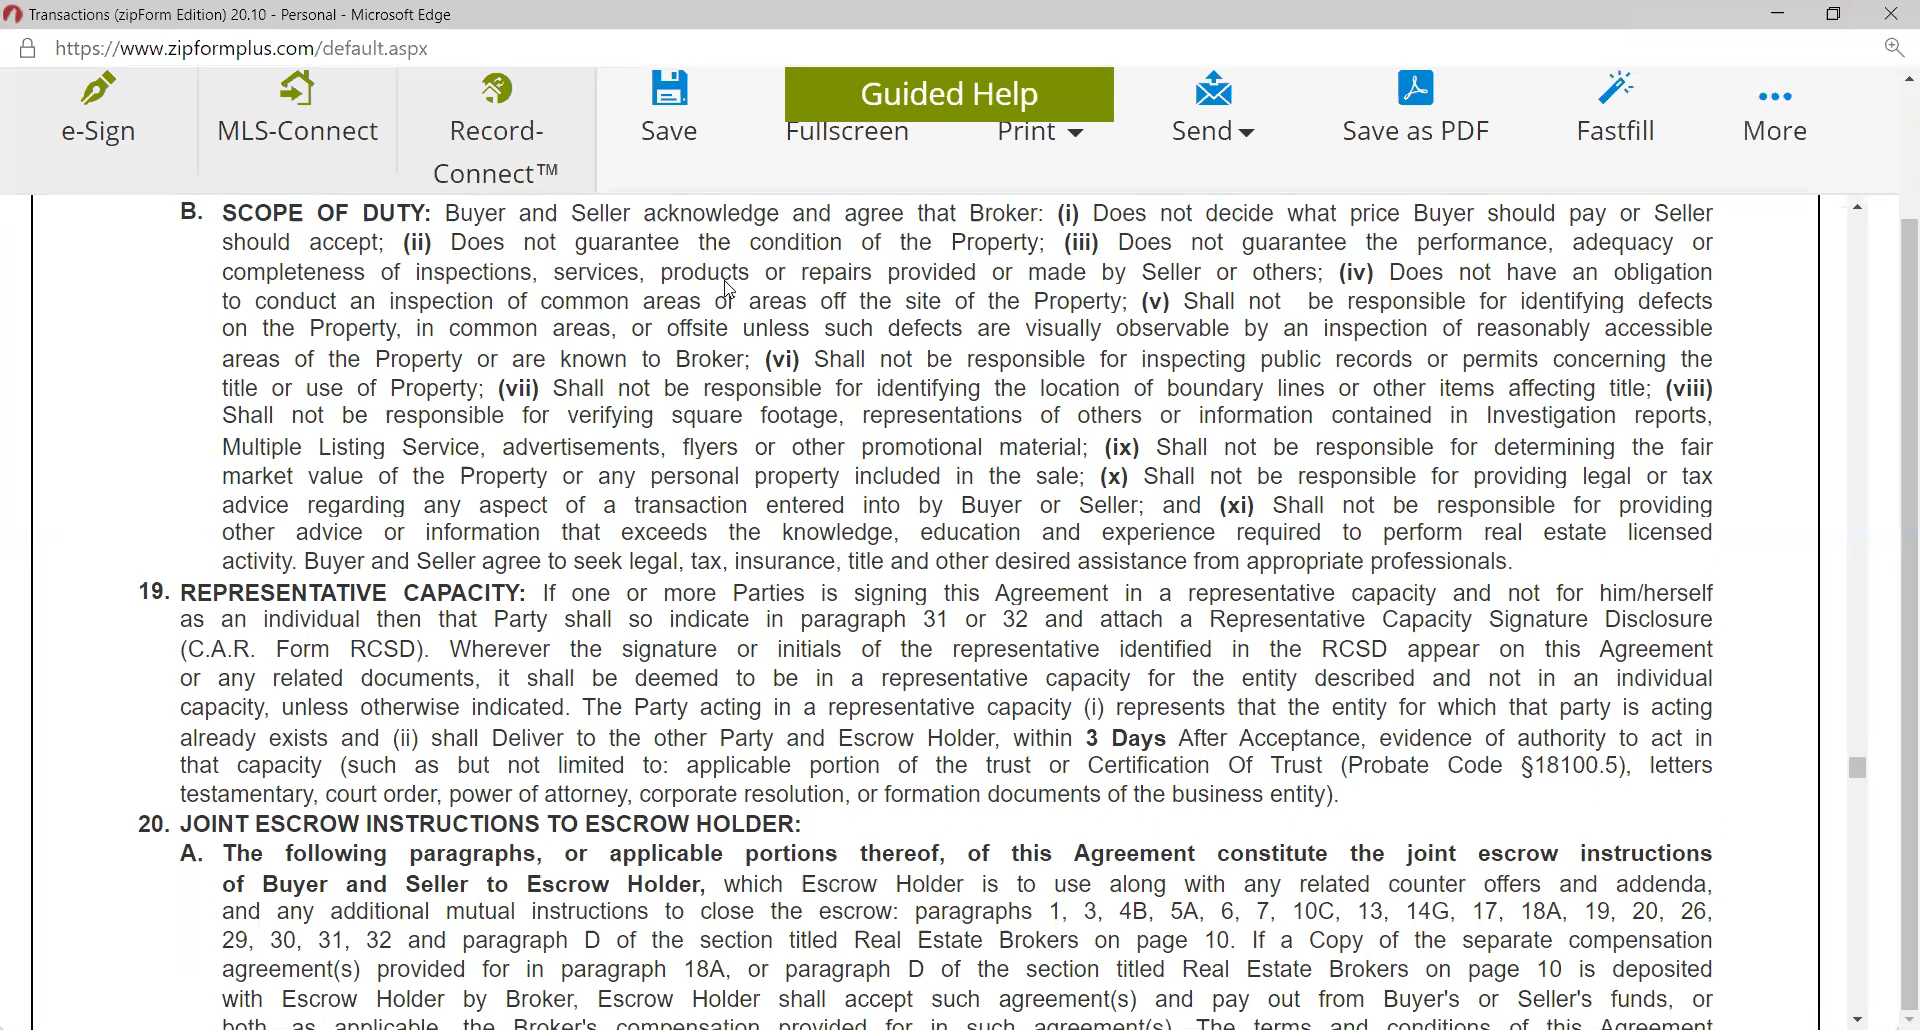 Transactions (zipForm Edition) 20.10 - Personal - Microsoft Edge
https://www.zipformplus.com/default.aspx
Guided Help
e-Sign MLS-Connect Record-Connect™ Save Fullscreen Print Send Save as PDF Fastfill More
B. SCOPE OF DUTY: Buyer and Seller acknowledge and agree that Broker: (i) Does not decide what price Buyer should pay or Seller
should accept; (ii) Does not guarantee the condition of the Property; (iii) Does not guarantee the performance, adequacy or
completeness of inspections, services, products or repairs provided or made by Seller or others; (iv) Does not have an obligation
to conduct an inspection of common areas or areas off the site of the Property; (v) Shall not be responsible for identifying defects
on the Property, in common areas, or offsite unless such defects are visually observable by an inspection of reasonably accessible
areas of the Property or are known to Broker; (vi) Shall not be responsible for inspecting public records or permits concerning the
title or use of Property; (vii) Shall not be responsible for identifying the location of boundary lines or other items affecting title; (viii)
Shall not be responsible for verifying square footage, representations of others or information contained in Investigation reports,
Multiple Listing Service, advertisements, flyers or other promotional material; (ix) Shall not be responsible for determining the fair
market value of the Property or any personal property included in the sale; (x) Shall not be responsible for providing legal or tax
advice regarding any aspect of a transaction entered into by Buyer or Seller; and (xi) Shall not be responsible for providing
other advice or information that exceeds the knowledge, education and experience required to perform real estate licensed
activity. Buyer and Seller agree to seek legal, tax, insurance, title and other desired assistance from appropriate professionals.
19. REPRESENTATIVE CAPACITY: If one or more Parties is signing this Agreement in a representative capacity and not for him/herself
as an individual then that Party shall so indicate in paragraph 31 or 32 and attach a Representative Capacity Signature Disclosure
(C.A.R. Form RCSD). Wherever the signature or initials of the representative identified in the RCSD appear on this Agreement
or any related documents, it shall be deemed to be in a representative capacity for the entity described and not in an individual
capacity, unless otherwise indicated. The Party acting in a representative capacity (i) represents that the entity for which that party is acting
already exists and (ii) shall Deliver to the other Party and Escrow Holder, within 3 Days After Acceptance, evidence of authority to act in
that capacity (such as but not limited to: applicable portion of the trust or Certification Of Trust (Probate Code §18100.5), letters
testamentary, court order, power of attorney, corporate resolution, or formation documents of the business entity).
20. JOINT ESCROW INSTRUCTIONS TO ESCROW HOLDER:
A. The following paragraphs, or applicable portions thereof, of this Agreement constitute the joint escrow instructions
of Buyer and Seller to Escrow Holder, which Escrow Holder is to use along with any related counter offers and addenda,
and any additional mutual instructions to close the escrow: paragraphs 1, 3, 4B, 5A, 6, 7, 10C, 13, 14G, 17, 18A, 19, 20, 26,
29, 30, 31, 32 and paragraph D of the section titled Real Estate Brokers on page 10. If a Copy of the separate compensation
agreement(s) provided for in paragraph 18A, or paragraph D of the section titled Real Estate Brokers on page 10 is deposited
with Escrow Holder by Broker, Escrow Holder shall accept such agreement(s) and pay out from Buyer's or Seller's funds, or
both, as applicable, the Broker's compensation provided for in such agreement(s). The terms and conditions of this Agreement